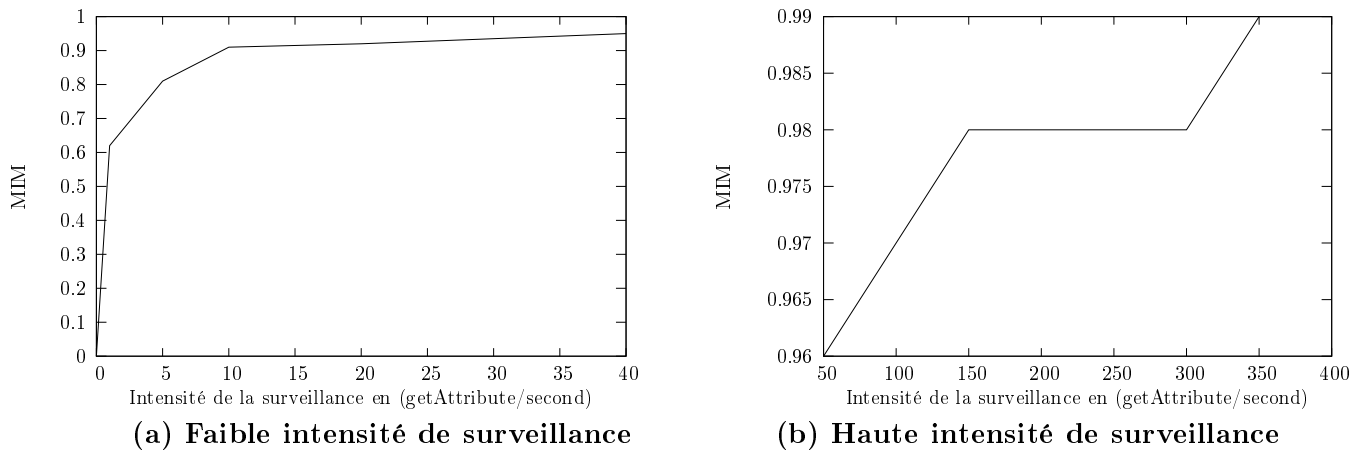 1
0.9
0.8
0.7
0.6
0.5
0.4
0.3
0.2
0.1
0
0 5 10 15 20 25 30 35 40
MIM
Intensité de la surveillance en (getAttribute/second)
(a) Faible intensité de surveillance
0.99
0.985
0.98
0.975
0.97
0.965
0.96
50 100 150 200 250 300 350 400
MIM
Intensité de la surveillance en (getAttribute/second)
(b) Haute intensité de surveillance